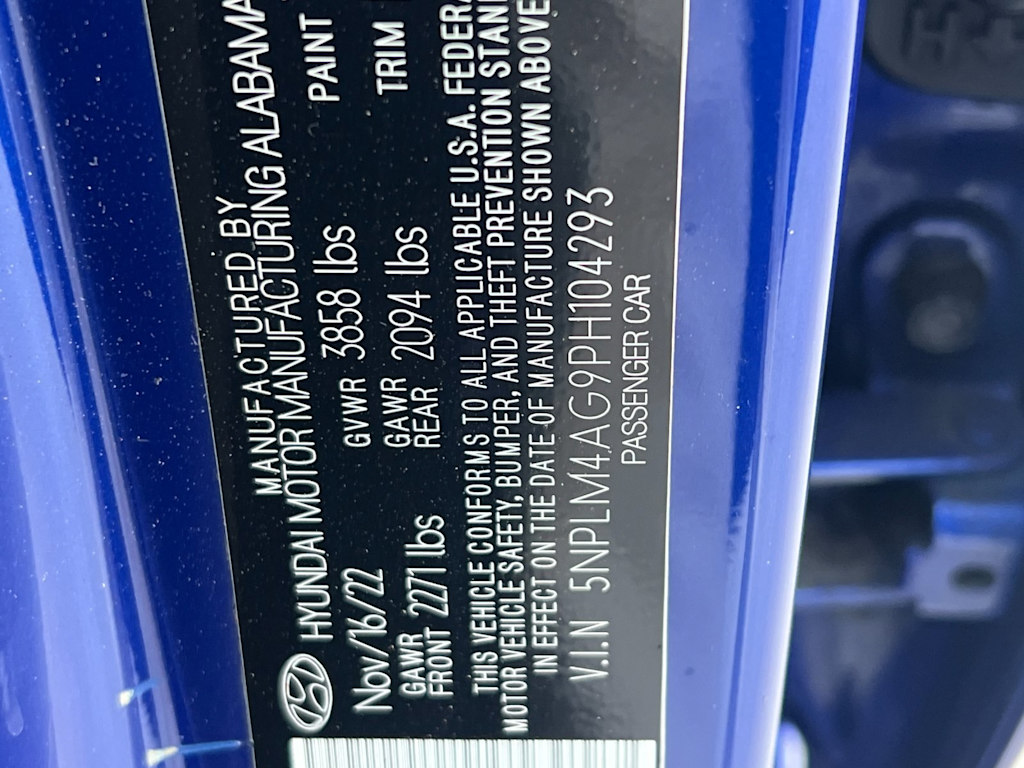 MANUFACTURED BY
HYUNDAI MOTOR MANUFACTURING ALABAMA
Nov/16/22 GVWR 3858 lbs PAINT
GAWR FRONT 2271 lbs GAWR REAR 2094 lbs TRIM
THIS VEHICLE CONFORMS TO ALL APPLICABLE U.S.A. FEDERA
MOTOR VEHICLE SAFETY, BUMPER, AND THEFT PREVENTION STAN
IN EFFECT ON THE DATE OF MANUFACTURE SHOWN ABOVE
V.I.N 5NPLM4AG9PH104293
PASSENGER CAR